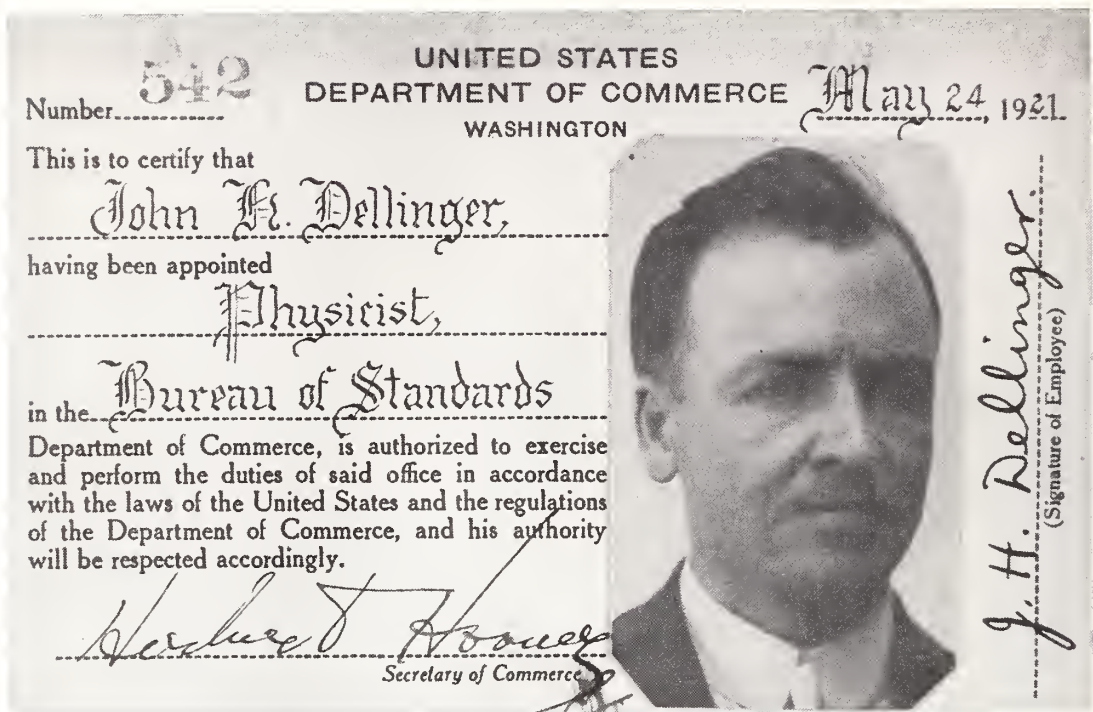 542
Number
UNITED STATES
DEPARTMENT OF COMMERCE
WASHINGTON
May 24, 1921
This is to certify that
John H. Dellinger,
having been appointed
Physicist,
in the Bureau of Standards
Department of Commerce, is authorized to exercise
and perform the duties of said office in accordance
with the laws of the United States and the regulations
of the Department of Commerce, and his authority
will be respected accordingly.
Herbert Hoover
Secretary of Commerce
J. H. Dellinger.
(Signature of Employee)